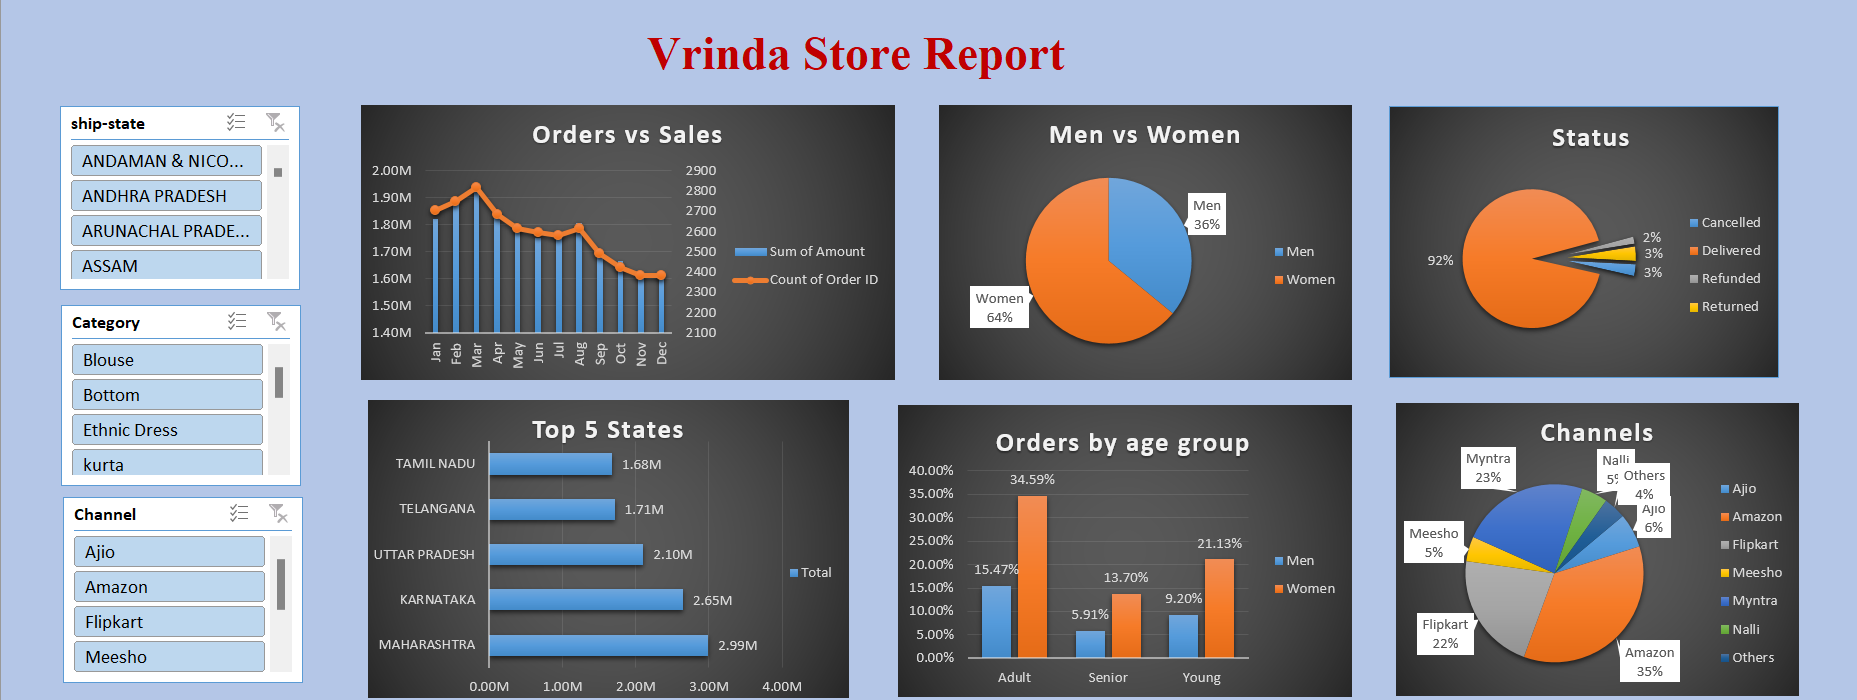 Vrinda Store Report
ship-state
ANDAMAN & NICO...
ANDHRA PRADESH
ARUNACHAL PRADE...
ASSAM
Category
Blouse
Bottom
Ethnic Dress
kurta
Channel
Ajio
Amazon
Flipkart
Meesho
Orders vs Sales
2.00M
1.90M
1.80M
1.70M
1.60M
1.50M
1.40M
2900
2800
2700
2600
2500
2400
2300
2200
2100
Jan
Feb
Mar
Apr
May
Jun
Jul
Aug
Sep
Oct
Nov
Dec
Sum of Amount
Count of Order ID
Men vs Women
Men
36%
Women
64%
Men
Women
Status
92%
2%
3%
3%
Cancelled
Delivered
Refunded
Returned
Top 5 States
TAMIL NADU
1.68M
TELANGANA
1.71M
UTTAR PRADESH
2.10M
KARNATAKA
2.65M
MAHARASHTRA
2.99M
0.00M 1.00M 2.00M 3.00M 4.00M
Total
Orders by age group
40.00%
35.00%
30.00%
25.00%
20.00%
15.00%
10.00%
5.00%
0.00%
15.47%
34.59%
5.91%
13.70%
9.20%
21.13%
Adult Senior Young
Men
Women
Channels
Myntra
23%
Nalli
5%
Others
4%
Ajio
6%
Meesho
5%
Flipkart
22%
Amazon
35%
Ajio
Amazon
Flipkart
Meesho
Myntra
Nalli
Others